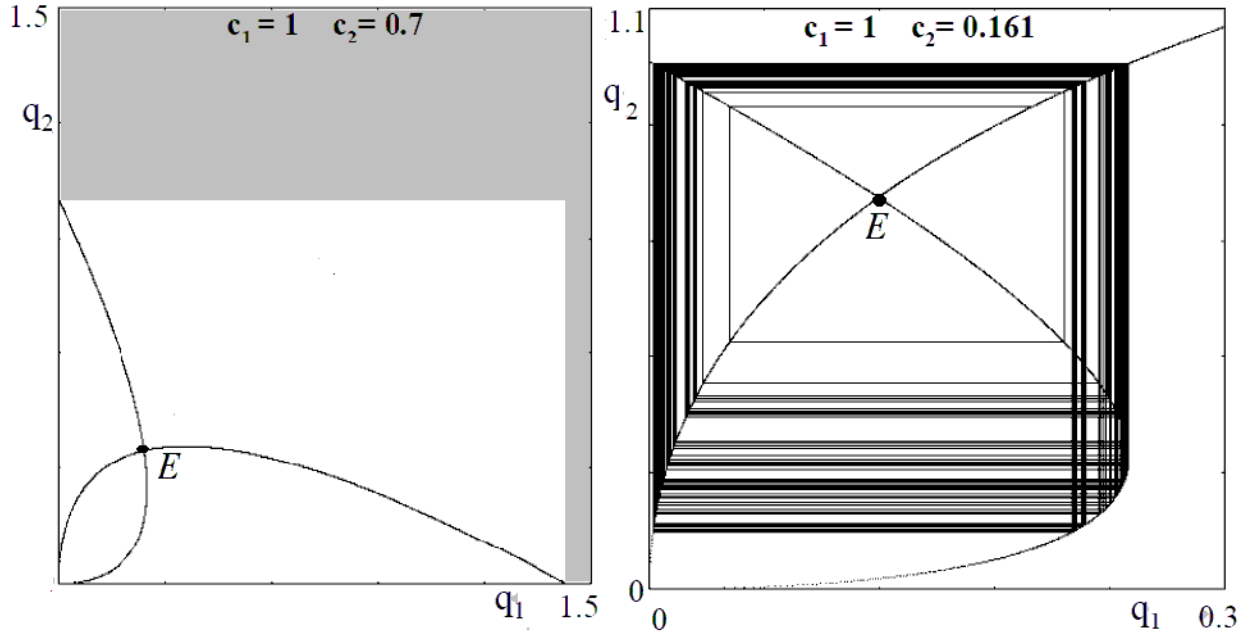 1.5
c₁ = 1 c₂= 0.7
q₂
E
q₁
1.5
1.1
c₁ = 1 c₂= 0.161
q₂
E
0
0
q₁
0.3